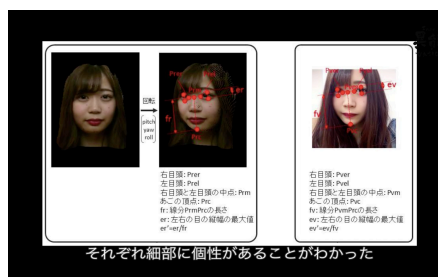 Prer
Prel
er
fr
回転
pitch
yaw
roll
ev
fv
右目頭: Prer
左目頭: Prel
右目頭と左目頭の中点: Prm
あごの頂点: Prc
fr: 線分PrmPrcの長さ
er: 左右の目の縦幅の最大値
er'=er/fr
右目頭: Pver
左目頭: Pvel
右目頭と左目頭の中点: Pvm
あごの頂点: Pvc
fv: 線分PvmPvcの長さ
ev: 左右の目の縦幅の最大値
ev'=ev/fv
それぞれ細部に個性があることがわかった